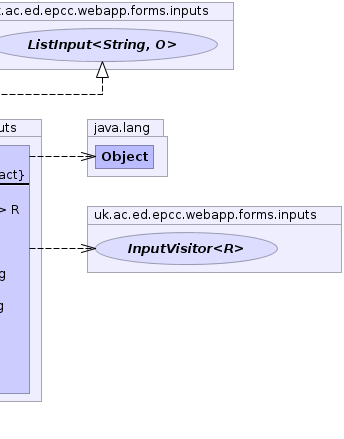 .ac.ed.epcc.webapp.forms.inputs
ListInput<String, O>
uts
java.lang
Object
act}
> R
uk.ac.ed.epcc.webapp.forms.inputs
InputVisitor<R>
g
g